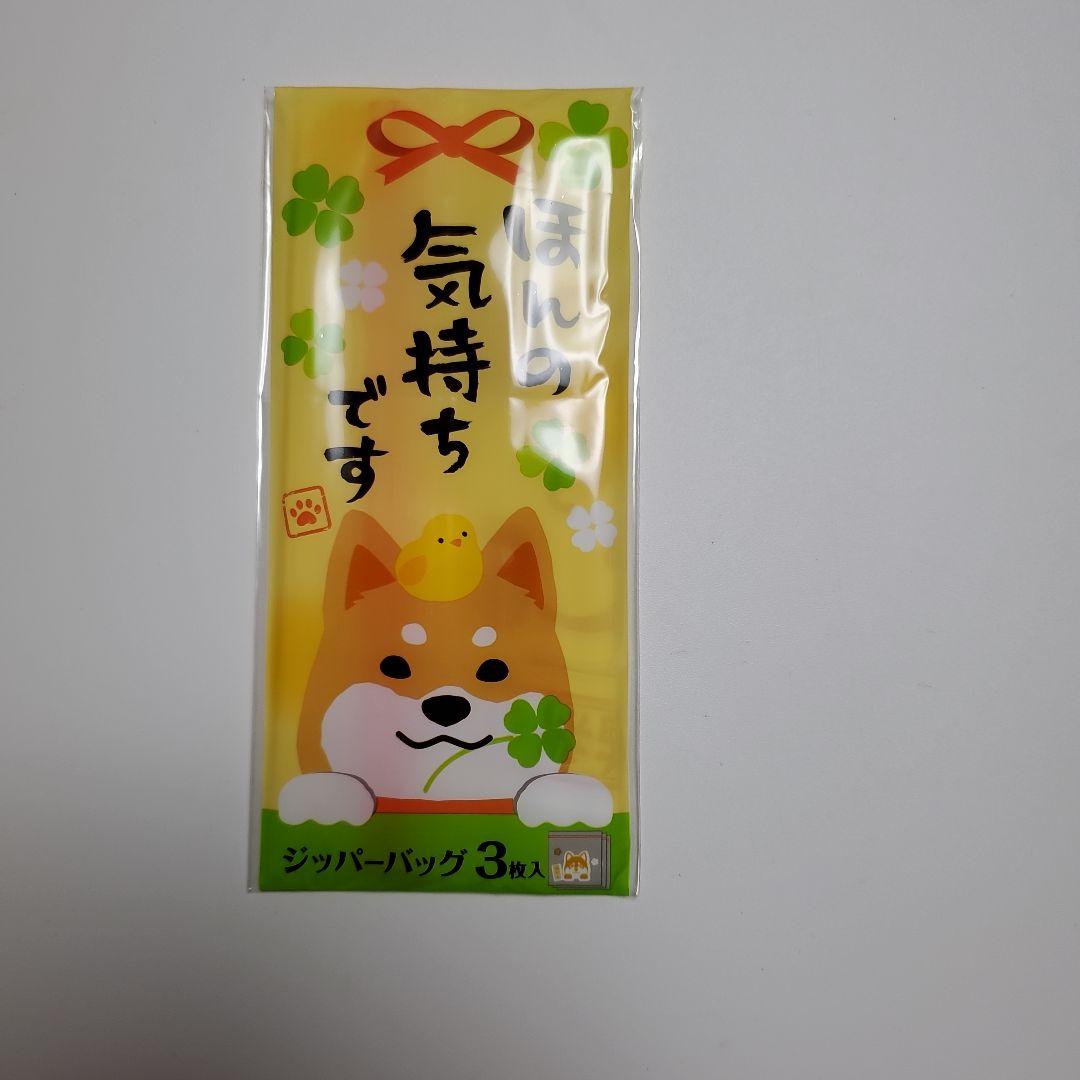 ほんの
気持ち
です
ジッパーバッグ 3枚入